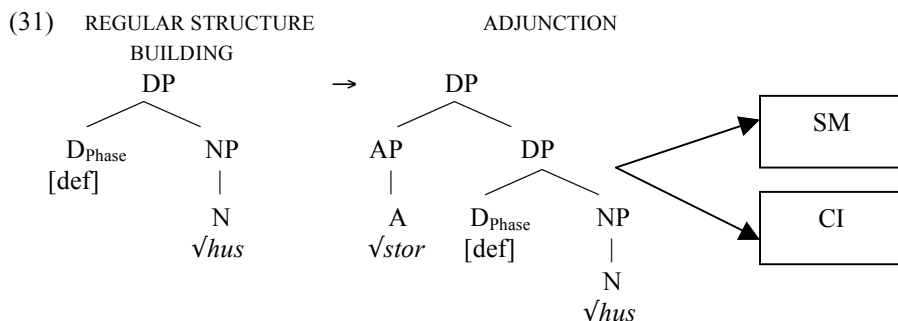 (31) REGULAR STRUCTURE ADJUNCTION
BUILDING
DP → DP
SM
D_Phase NP AP DP
[def]
CI
N A D_Phase NP
√hus √stor [def]
N
√hus